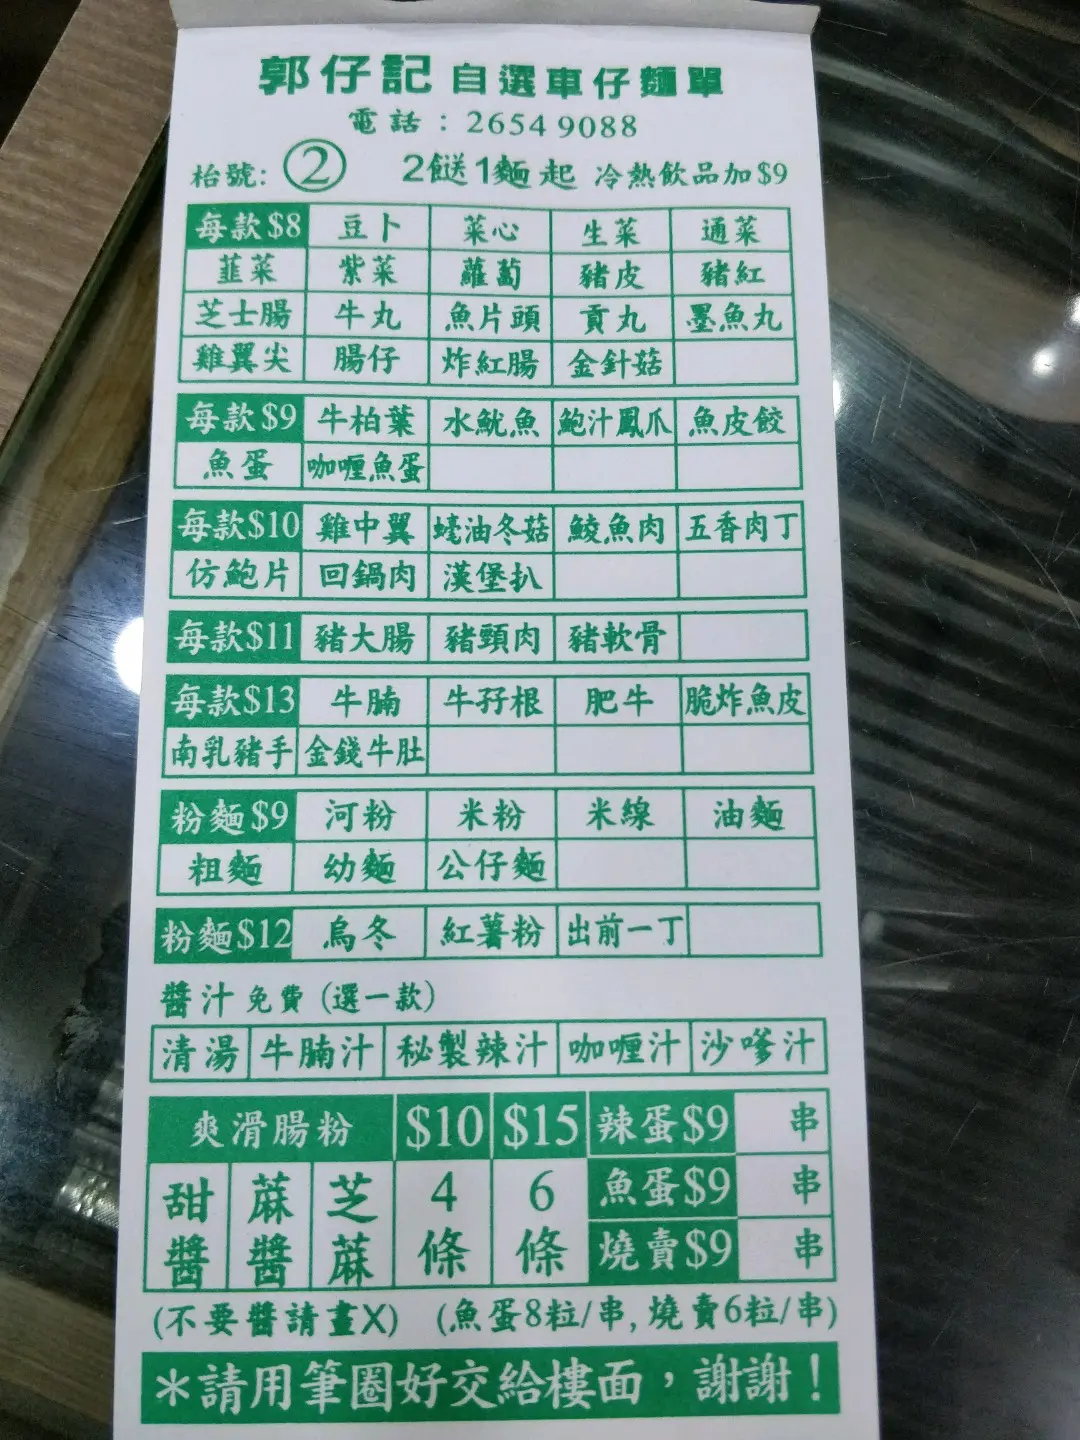 郭仔記 自選車仔麵單
電話：2654 9088
枱號: ② 2餸1麵起 冷熱飲品加$9
每款$8 豆卜 菜心 生菜 通菜
韮菜 紫菜 蘿蔔 豬皮 豬紅
芝士腸 牛丸 魚片頭 貢丸 墨魚丸
雞翼尖 腸仔 炸紅腸 金針菇
每款$9 牛柏葉 水魷魚 鮑汁鳳爪 魚皮餃
魚蛋 咖喱魚蛋
每款$10 雞中翼 蠔油冬菇 鯪魚肉 五香肉丁
仿鮑片 回鍋肉 漢堡扒
每款$11 豬大腸 豬頸肉 豬軟骨
每款$13 牛腩 牛孖根 肥牛 脆炸魚皮
南乳豬手 金錢牛肚
粉麵$9 河粉 米粉 米線 油麵
粗麵 幼麵 公仔麵
粉麵$12 烏冬 紅薯粉 出前一丁
醬汁免費 (選一款)
清湯 牛腩汁 秘製辣汁 咖喱汁 沙嗲汁
爽滑腸粉 $10 $15 辣蛋$9 串
甜醬 蔴醬 芝蔴 4條 6條 魚蛋$9 串
燒賣$9 串
(不要醬請畫X) (魚蛋8粒/串, 燒賣6粒/串)
＊請用筆圈好交給樓面，謝謝！